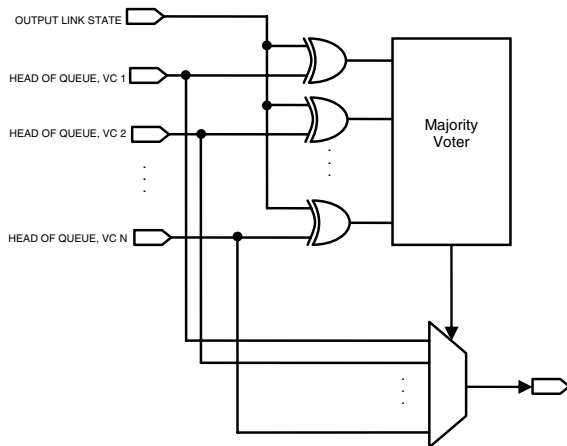 OUTPUT LINK STATE
HEAD OF QUEUE, VC 1
HEAD OF QUEUE, VC 2
HEAD OF QUEUE, VC N
Majority
Voter